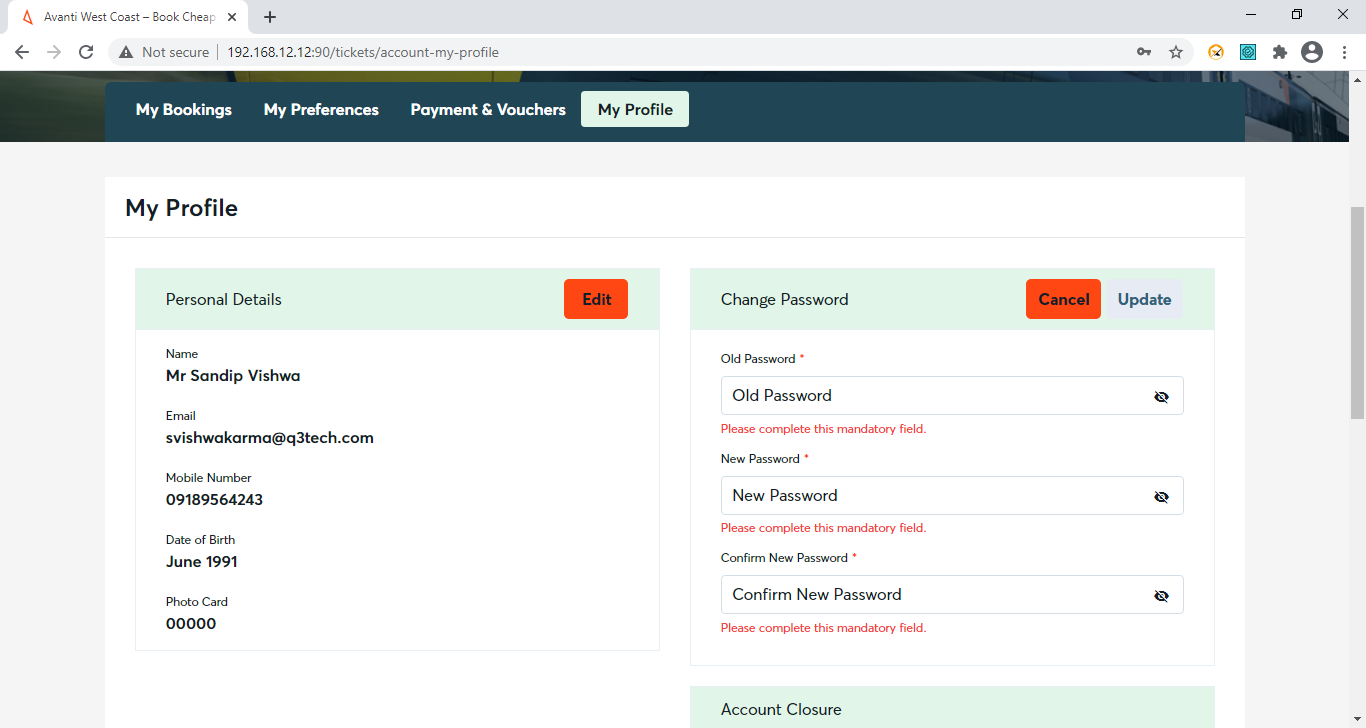 Avanti West Coast – Book Cheap
Not secure
192.168.12.12:90/tickets/account-my-profile
My Bookings
My Preferences
Payment & Vouchers
My Profile
My Profile
Personal Details
Edit
Name
Mr Sandip Vishwa
Email
svishwakarma@q3tech.com
Mobile Number
09189564243
Date of Birth
June 1991
Photo Card
00000
Change Password
Cancel
Update
Old Password *
Old Password
Please complete this mandatory field.
New Password *
New Password
Please complete this mandatory field.
Confirm New Password *
Confirm New Password
Please complete this mandatory field.
Account Closure